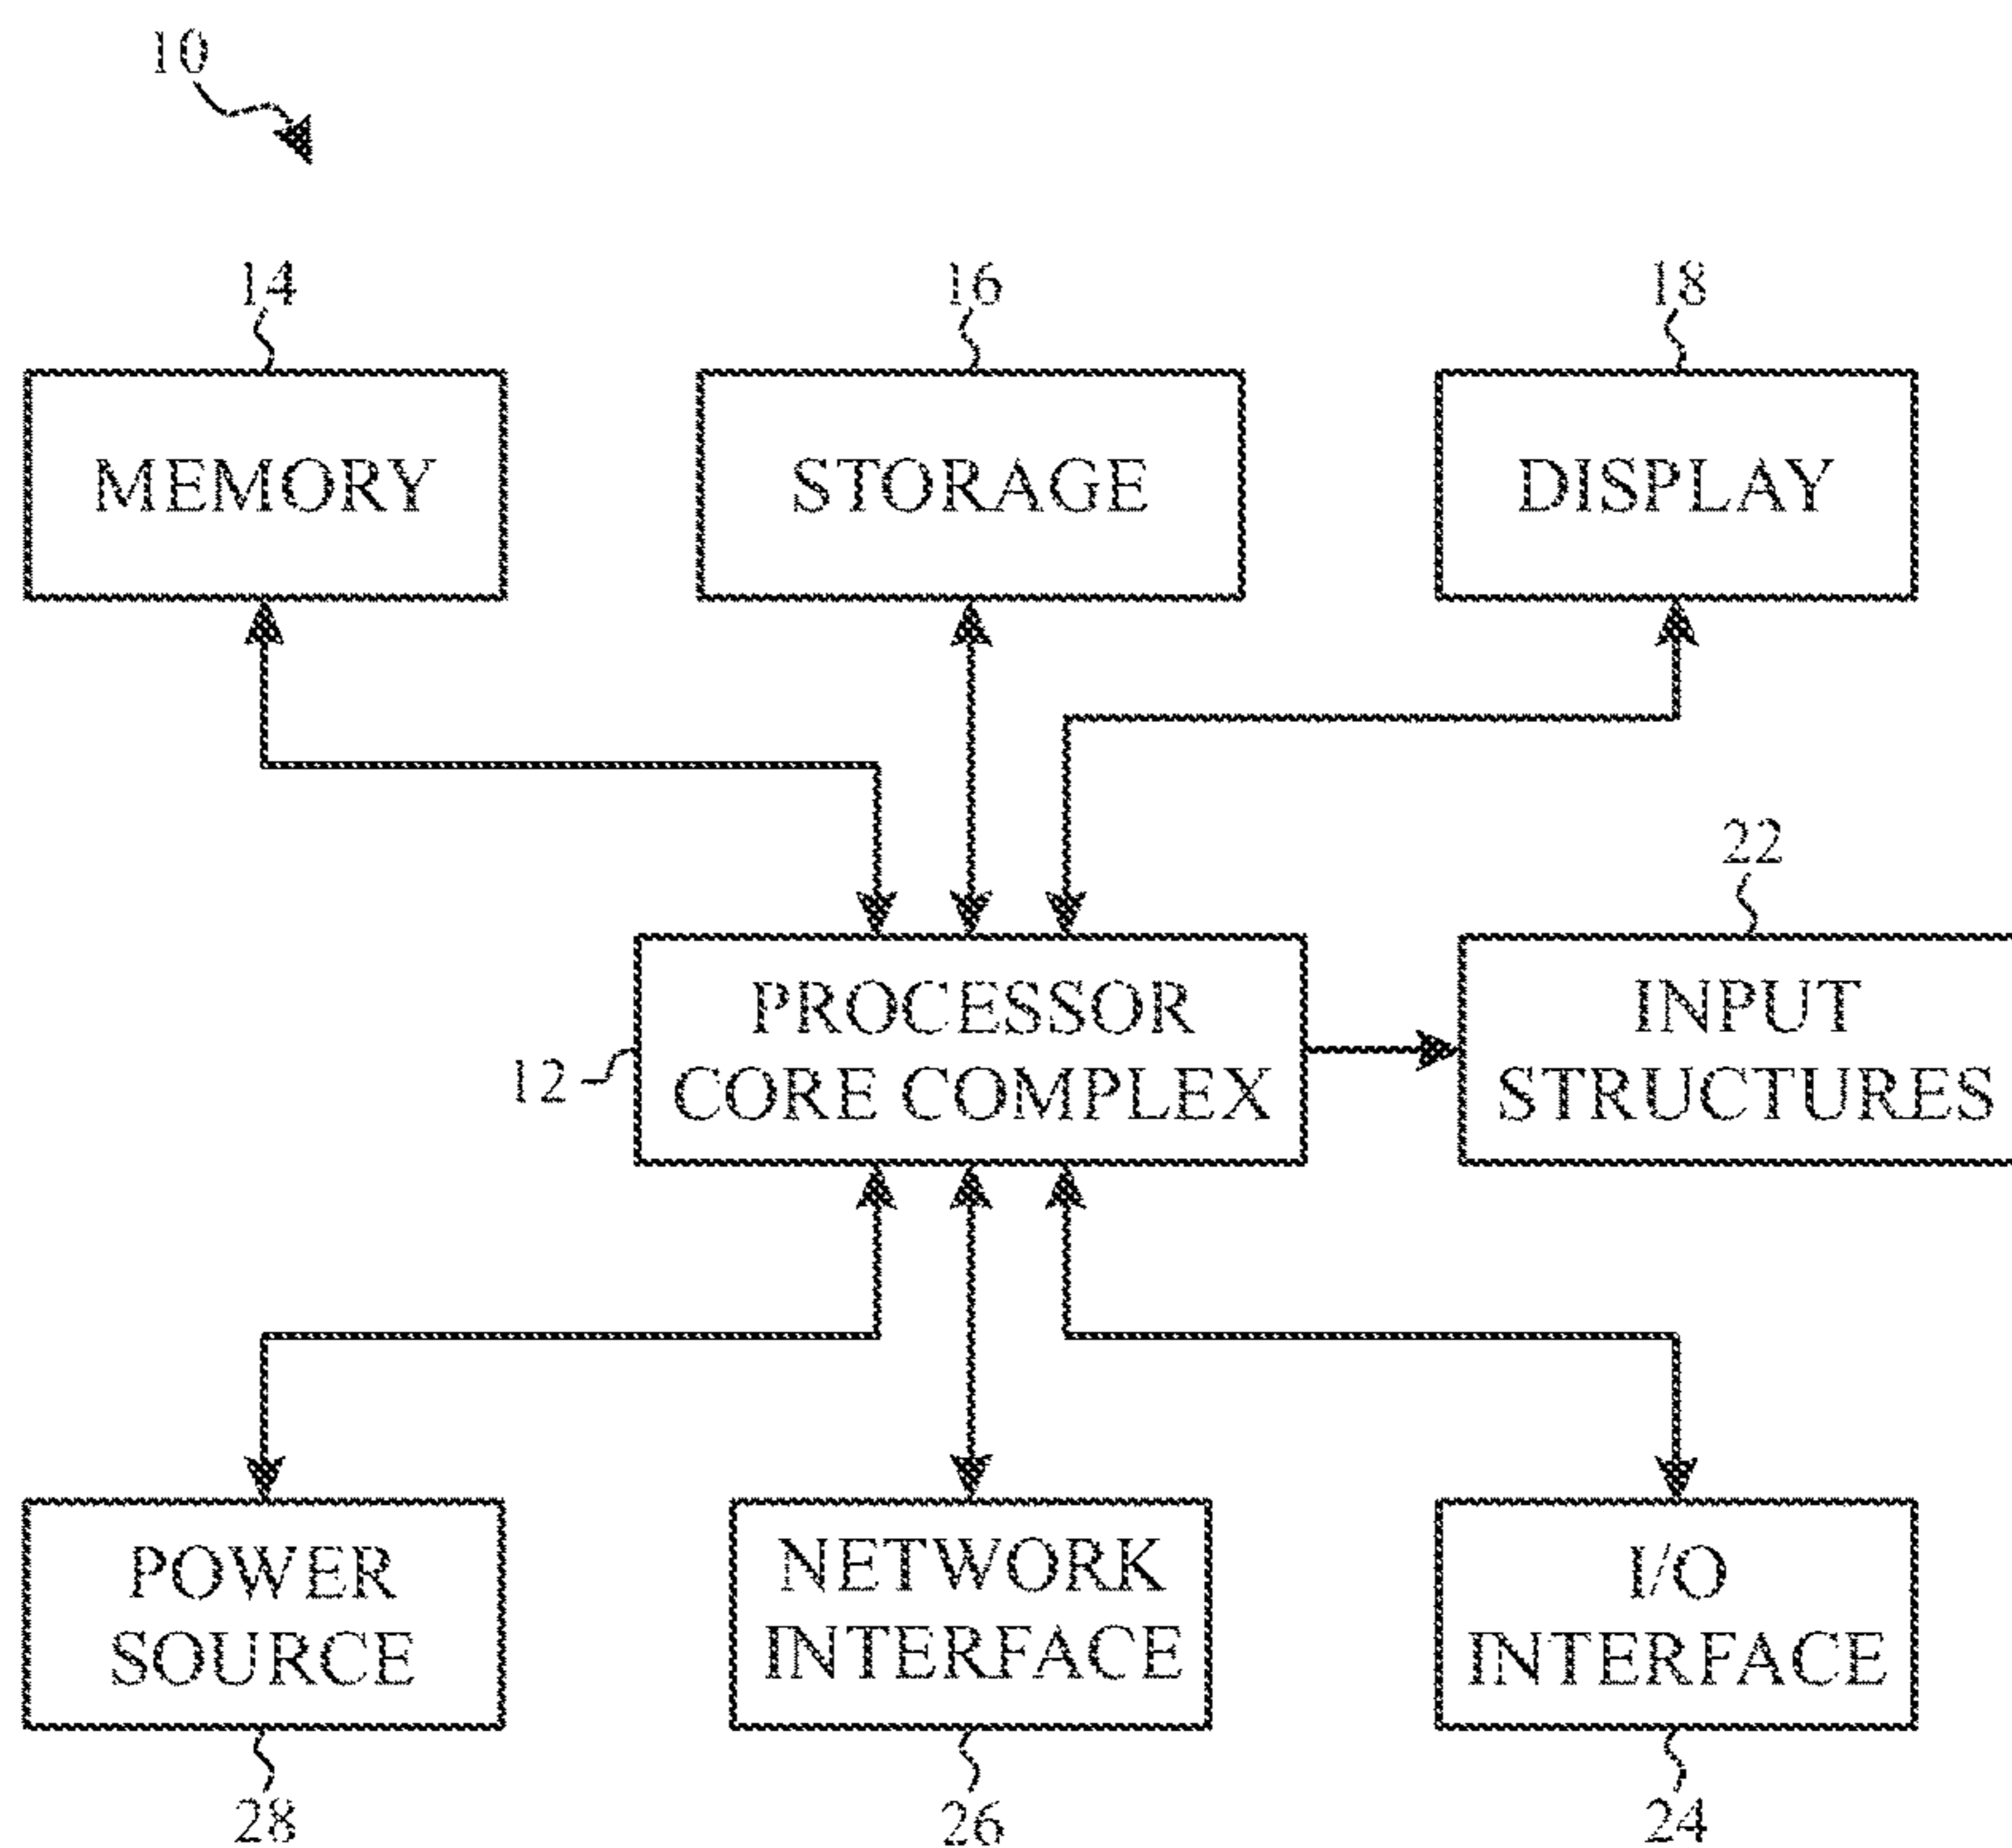 10
14
16
18
MEMORY
STORAGE
DISPLAY
22
PROCESSOR
CORE COMPLEX
12
INPUT
STRUCTURES
POWER
SOURCE
NETWORK
INTERFACE
I/O
INTERFACE
28
26
24